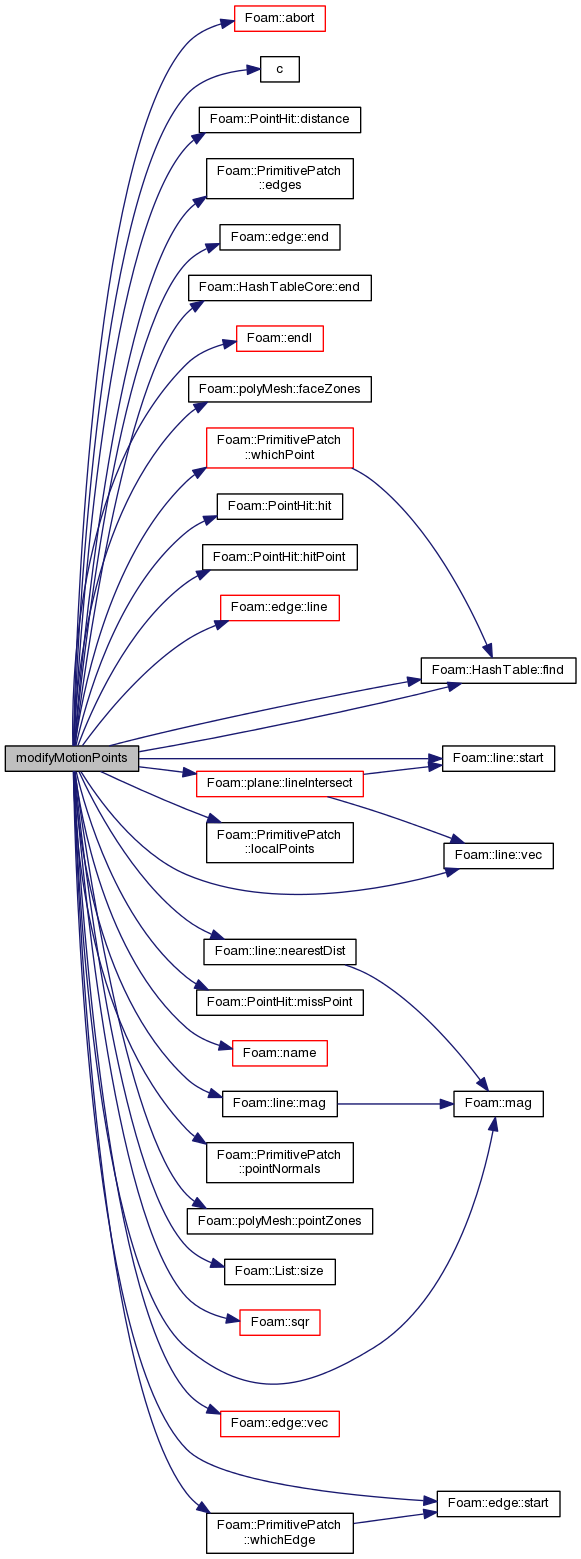 Foam::abort
c
Foam::PointHit::distance
Foam::PrimitivePatch
::edges
Foam::edge::end
Foam::HashTableCore::end
Foam::endl
Foam::polyMesh::faceZones
Foam::PrimitivePatch
::whichPoint
Foam::PointHit::hit
Foam::PointHit::hitPoint
Foam::edge::line
Foam::HashTable::find
modifyMotionPoints
Foam::line::start
Foam::plane::lineIntersect
Foam::PrimitivePatch
::localPoints
Foam::line::vec
Foam::line::nearestDist
Foam::PointHit::missPoint
Foam::name
Foam::line::mag
Foam::mag
Foam::PrimitivePatch
::pointNormals
Foam::polyMesh::pointZones
Foam::List::size
Foam::sqr
Foam::edge::vec
Foam::edge::start
Foam::PrimitivePatch
::whichEdge